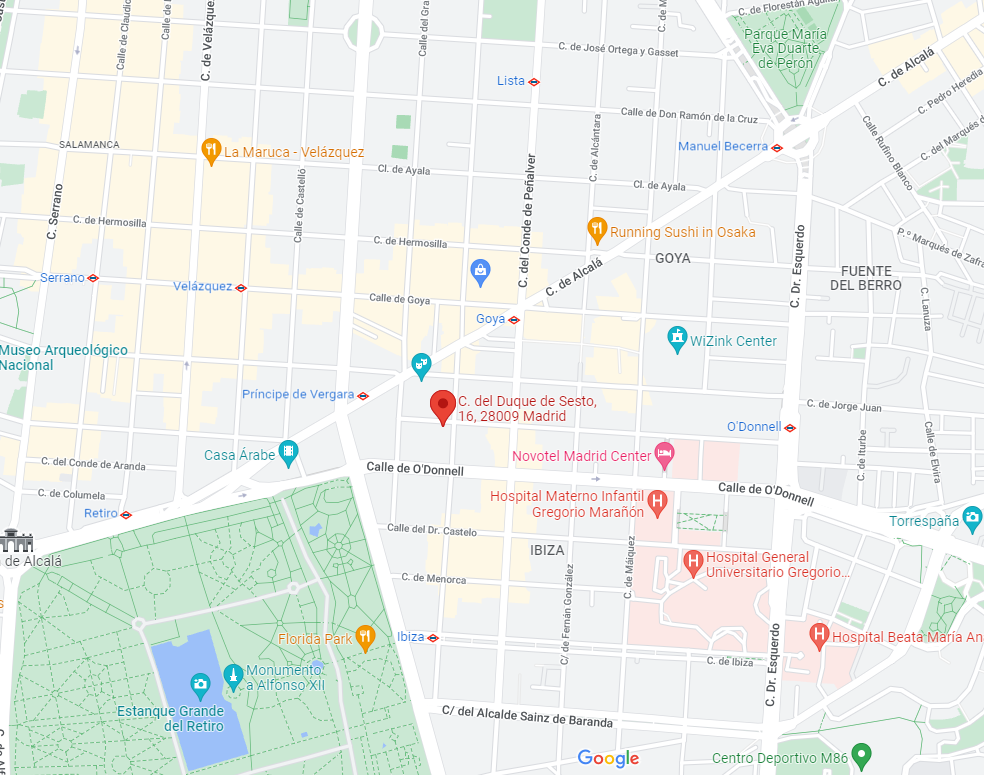 C. de Florestán Aguilar
Calle de Claudio
Calle de
C. de Velázquez
Calle del Gra
C. de M
C. de José Ortega y Gasset
Parque María
Eva Duarte
de Perón
C. de Alcalá
Lista
C. Pedro Heredia
Calle de Don Ramón de la Cruz
C. de Alcántara
Calle Rufino Blanco
C. del Marqués d
SALAMANCA
La Maruca - Velázquez
Manuel Becerra
Cl. de Ayala
Cl. de Ayala
C. Serrano
Calle de Castelló
C. del Conde de Peñalver
C. de Hermosilla
C. de Hermosilla
Running Sushi in Osaka
GOYA
C. Dr. Esquerdo
P.º Marqués de Zafra
FUENTE
DEL BERRO
Serrano
Velázquez
Calle de Goya
C. de Alcalá
C. Lanuza
Goya
WiZink Center
Museo Arqueológico
Nacional
Príncipe de Vergara
C. del Duque de Sesto,
16, 28009 Madrid
C. de Jorge Juan
O'Donnell
C. de Iturbe
Calle de Elvira
Casa Árabe
Novotel Madrid Center
C. del Conde de Aranda
Calle de O'Donnell
Calle de O'Donnell
C. de Columela
Retiro
Hospital Materno Infantil
Gregorio Marañón
Torrespaña
Calle del Dr. Castelo
a de Alcalá
IBIZA
C. de Máiquez
Hospital General
Universitario Gregorio...
C. de Menorca
C/ de Fernán González
s
Florida Park
Ibiza
Hospital Beata María An
C. de Ibiza
C. Dr. Esquerdo
Monumento
a Alfonso XII
Estanque Grande
del Retiro
C/ del Alcalde Sainz de Baranda
Google
Centro Deportivo M86